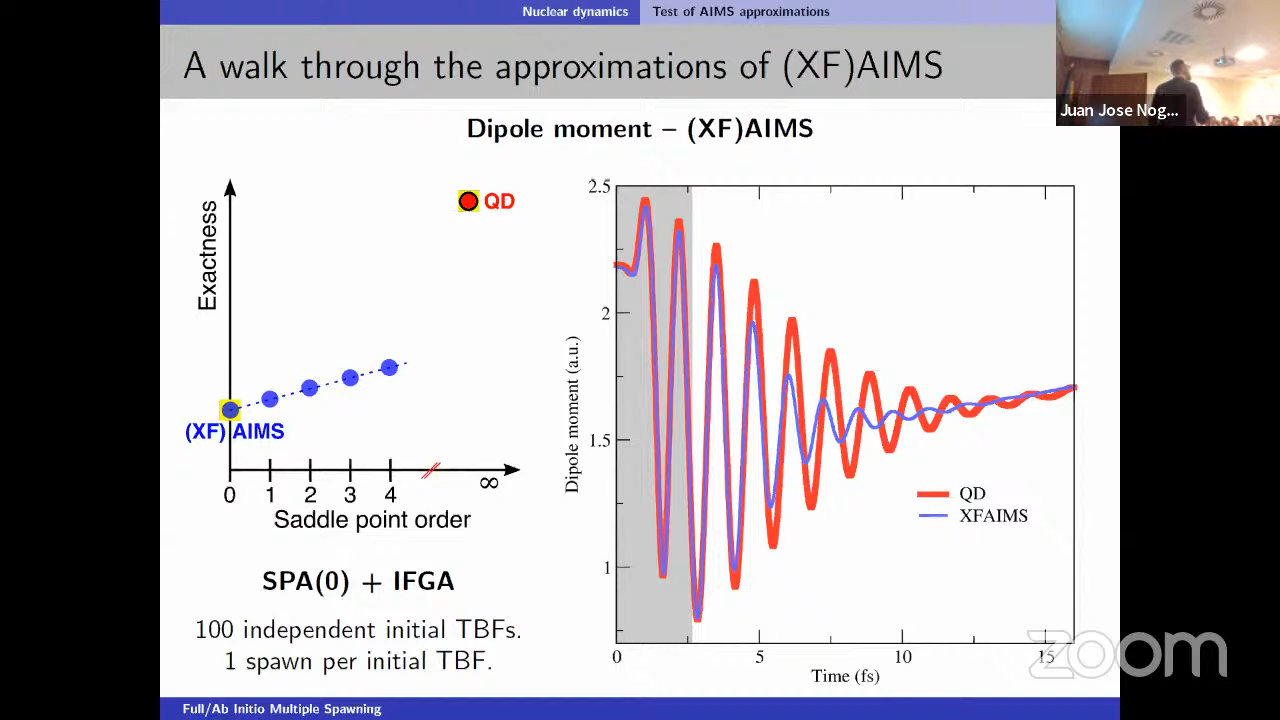 Nuclear dynamics Test of AIMS approximations
A walk through the approximations of (XF)AIMS
Juan Jose Nog...
Dipole moment – (XF)AIMS
Exactness
QD
(XF) AIMS
0 1 2 3 4 ∞
Saddle point order
SPA(0) + IFGA
100 independent initial TBFs.
1 spawn per initial TBF.
Dipole moment (a.u.)
2.5
2
1.5
1
QD
XFAIMS
0 5 10 15
Time (fs)
zoom
Full/Ab Initio Multiple Spawning